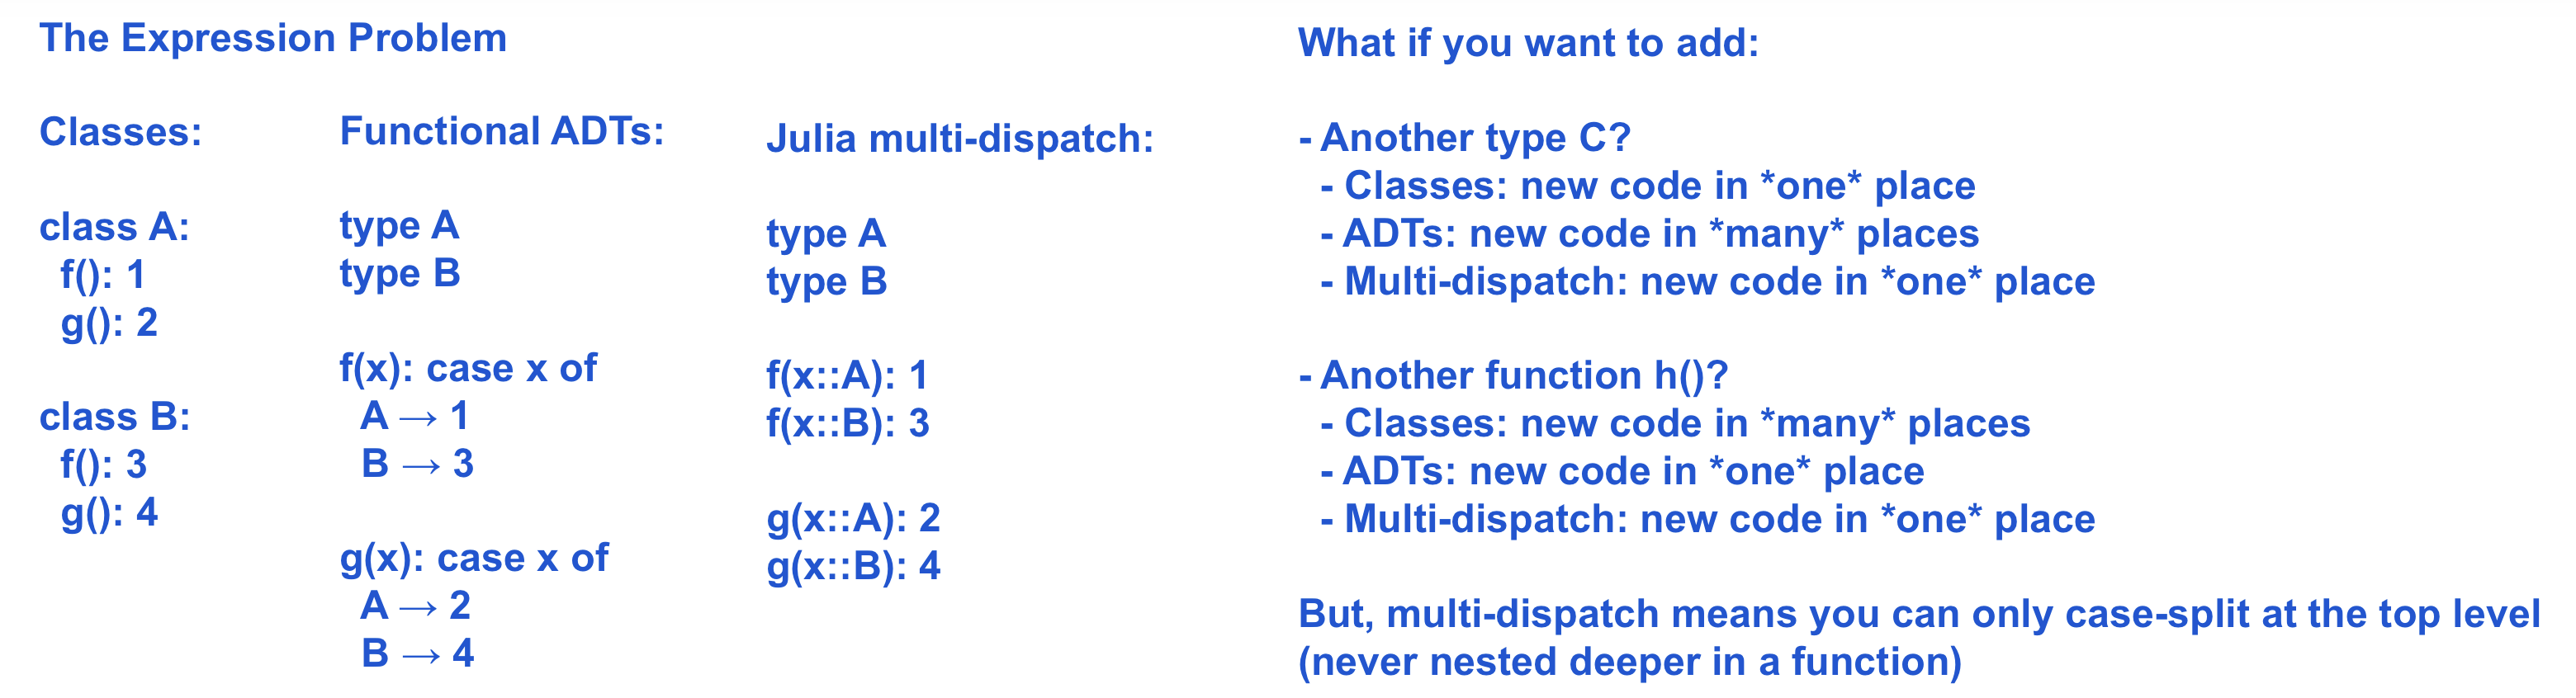 The Expression Problem
Classes:
class A:
f(): 1
g(): 2
class B:
f(): 3
g(): 4
Functional ADTs:
type A
type B
f(x): case x of
A → 1
B → 3
g(x): case x of
A → 2
B → 4
Julia multi-dispatch:
type A
type B
f(x::A): 1
f(x::B): 3
g(x::A): 2
g(x::B): 4
What if you want to add:
- Another type C?
- Classes: new code in *one* place
- ADTs: new code in *many* places
- Multi-dispatch: new code in *one* place
- Another function h()?
- Classes: new code in *many* places
- ADTs: new code in *one* place
- Multi-dispatch: new code in *one* place
But, multi-dispatch means you can only case-split at the top level
(never nested deeper in a function)